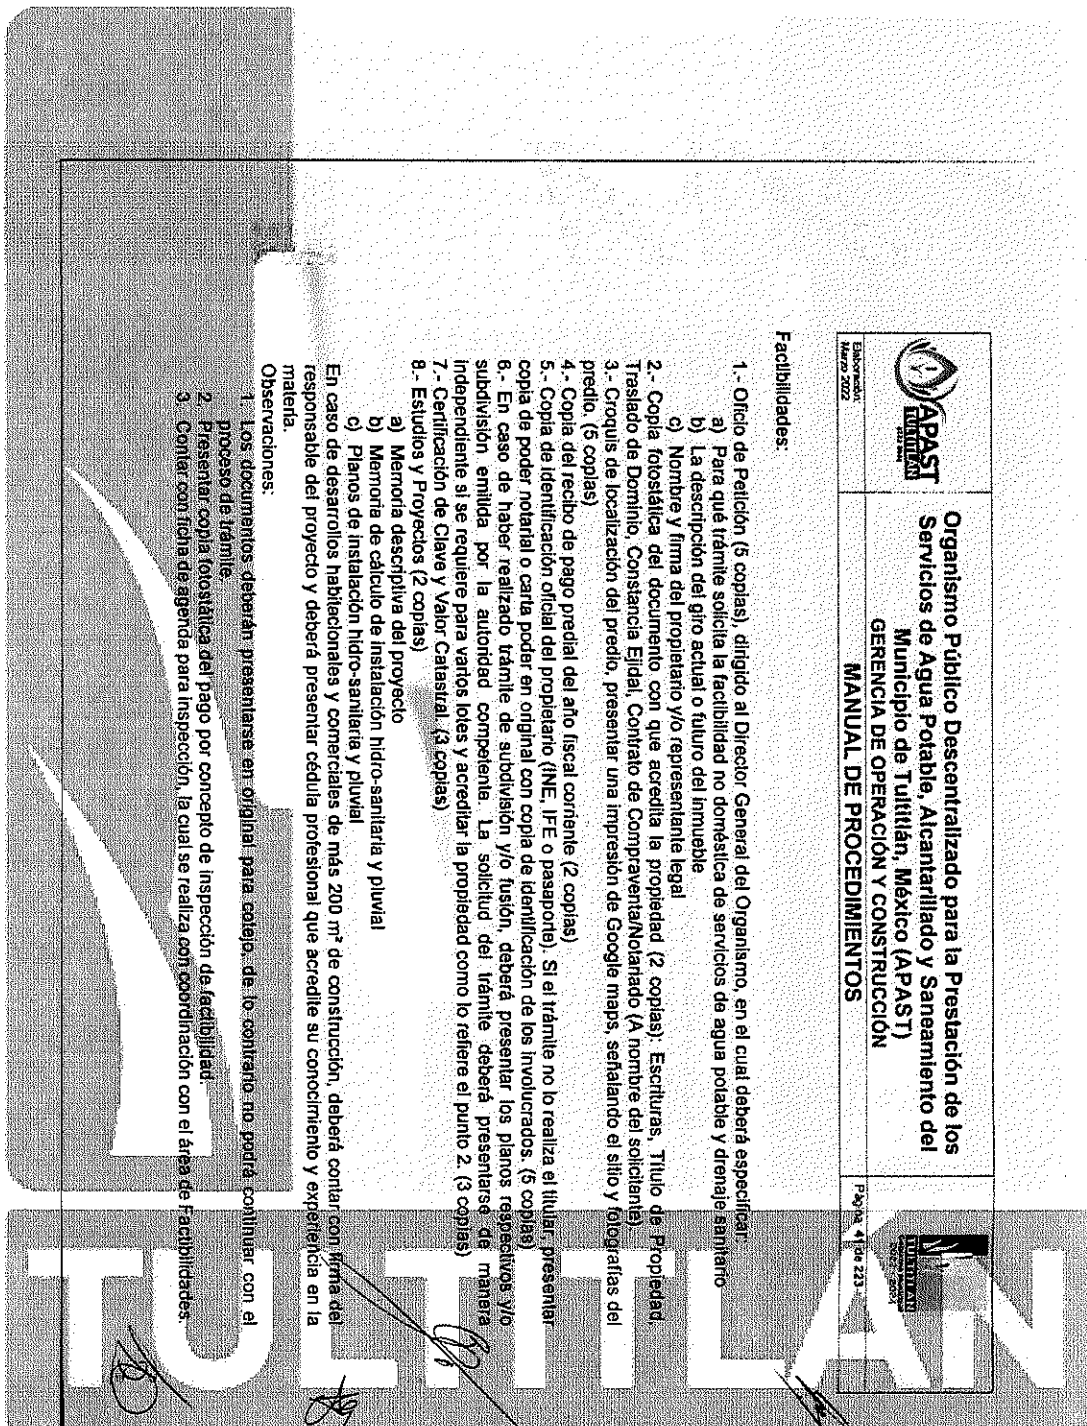 APAST
TULTITLÁN
2022-2024
Elaboración:
Marzo 2022
Organismo Público Descentralizado para la Prestación de los
Servicios de Agua Potable, Alcantarillado y Saneamiento del
Municipio de Tultitlán, México (APAST)
GERENCIA DE OPERACIÓN Y CONSTRUCCIÓN
MANUAL DE PROCEDIMIENTOS
TULTITLÁN
2022 - 2024
Página 41 de 223
Factibilidades:
1.- Oficio de Petición (5 copias), dirigido al Director General del Organismo, en el cual deberá especificar:
a) Para qué trámite solicita la factibilidad no doméstica de servicios de agua potable y drenaje sanitario
b) La descripción del giro actual o futuro del inmueble
c) Nombre y firma del propietario y/o representante legal
2.- Copia fotostática del documento con que acredita la propiedad (2 copias): Escrituras, Título de Propiedad,
Traslado de Dominio, Constancia Ejidal, Contrato de Compraventa/Notariado (A nombre del solicitante)
3.- Croquis de localización del predio, presentar una impresión de Google maps, señalando el sitio y fotografías del
predio. (5 copias)
4.- Copia del recibo de pago predial del año fiscal corriente (2 copias)
5.- Copia de identificación oficial del propietario (INE, IFE o pasaporte). Si el trámite no lo realiza el titular, presentar
copia de poder notarial o carta poder en original con copia de identificación de los involucrados. (5 copias)
6.- En caso de haber realizado trámite de subdivisión y/o fusión, deberá presentar los planos respectivos y/o
subdivisión emitida por la autoridad competente. La solicitud del trámite deberá presentarse de manera
independiente si se requiere para varios lotes y acreditar la propiedad como lo refiere el punto 2. (3 copias)
7.- Certificación de Clave y Valor Catastral. (3 copias)
8.- Estudios y Proyectos (2 copias)
a) Memoria descriptiva del proyecto
b) Memoria de cálculo de instalación hidro-sanitaria y pluvial
c) Planos de instalación hidro-sanitaria y pluvial
En caso de desarrollos habitacionales y comerciales de más 200 m² de construcción, deberá contar con firma del
responsable del proyecto y deberá presentar cédula profesional que acredite su conocimiento y experiencia en la
materia.
Observaciones:
1. Los documentos deberán presentarse en original para cotejo, de lo contrario no podrá continuar con el
proceso de trámite.
2. Presentar copia fotostática del pago por concepto de inspección de factibilidad.
3. Contar con ficha de agenda para inspección, la cual se realiza con coordinación con el área de Factibilidades.
TULTITLÁN